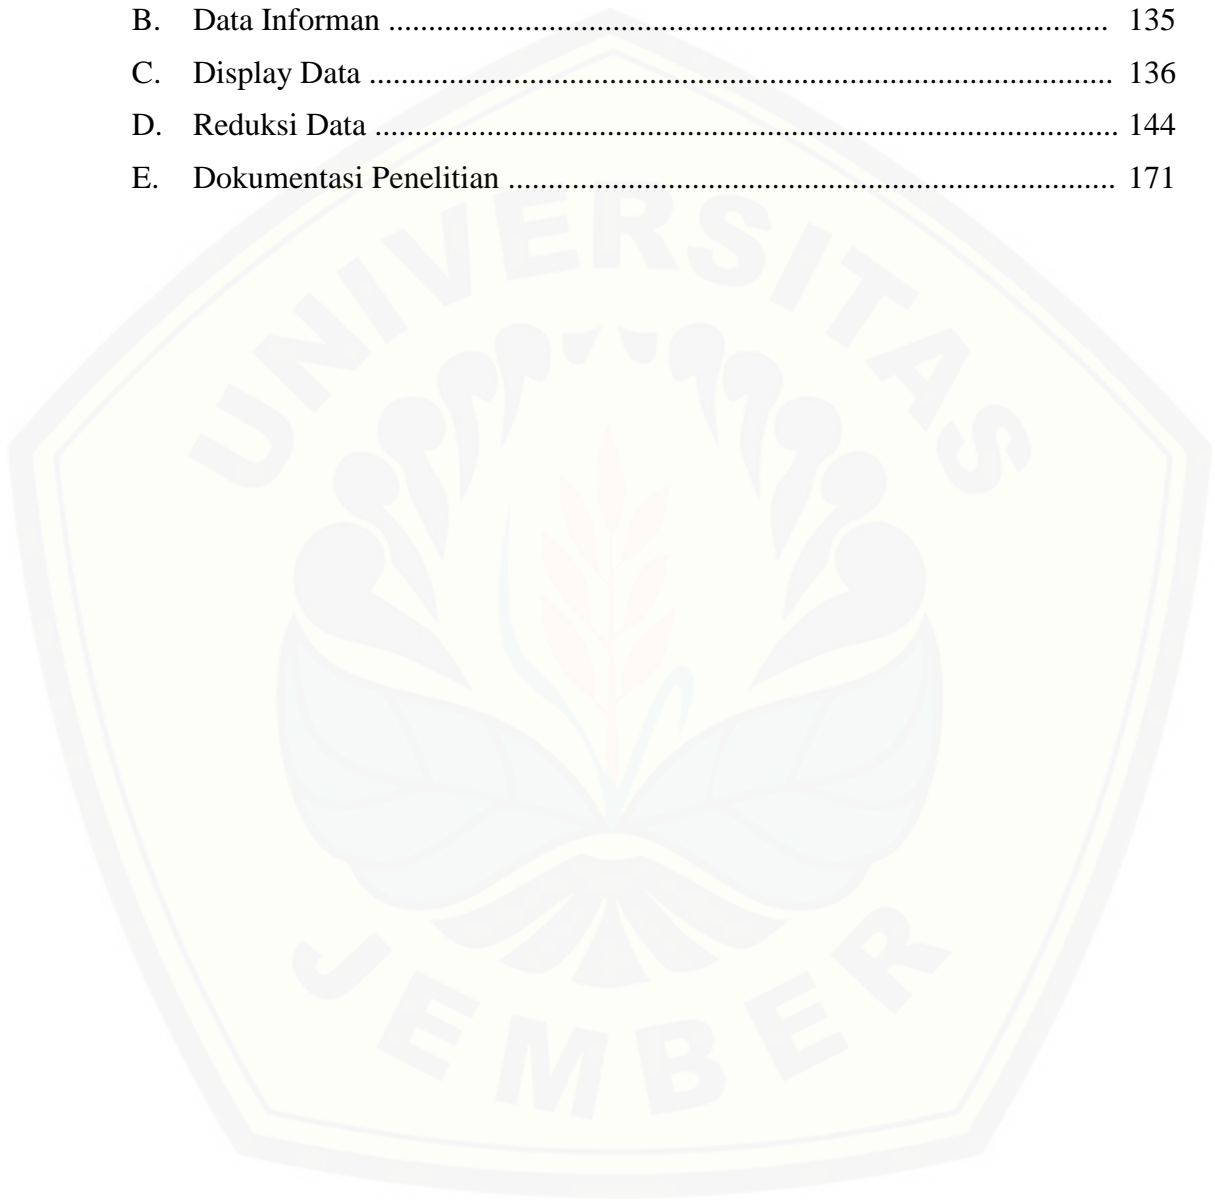 B. Data Informan ........................................................................................... 135
C. Display Data .............................................................................................. 136
D. Reduksi Data .............................................................................................. 144
E. Dokumentasi Penelitian ............................................................................ 171
UNIVERSITAS
JEMBER